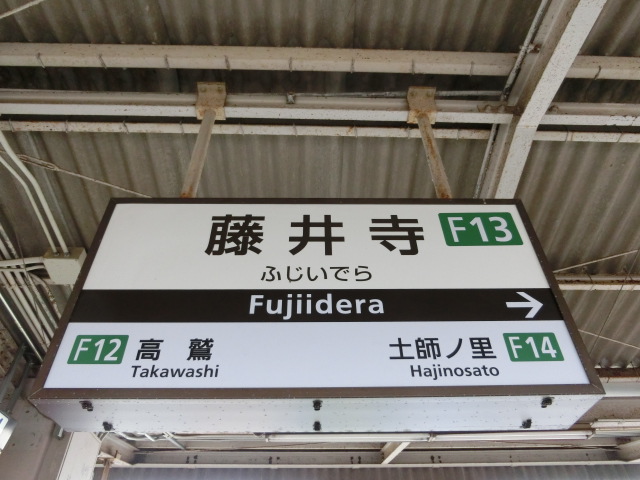 藤井寺 F13
ふじいでら
Fujiidera
F12 高鷲 土師ノ里 F14
Takawashi Hajinosato